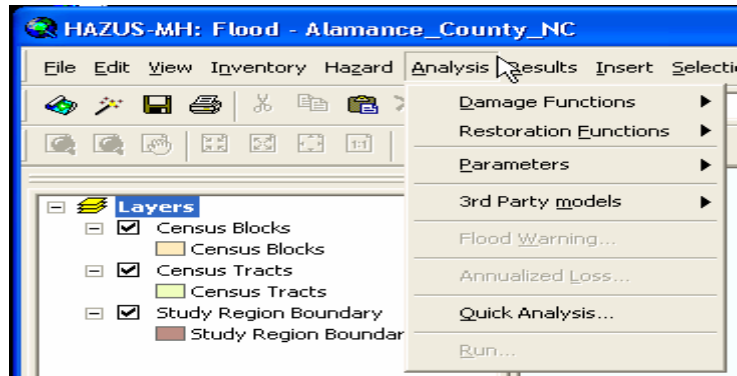 HAZUS-MH: Flood - Alamance_County_NC
File Edit View Inventory Hazard Analysis Results Insert
Damage Functions
Restoration Functions
Parameters
3rd Party models
Flood Warning...
Annualized Loss...
Quick Analysis...
Run...
1:1
Layers
Census Blocks
Census Blocks
Census Tracts
Census Tracts
Study Region Boundary
Study Region Boundar